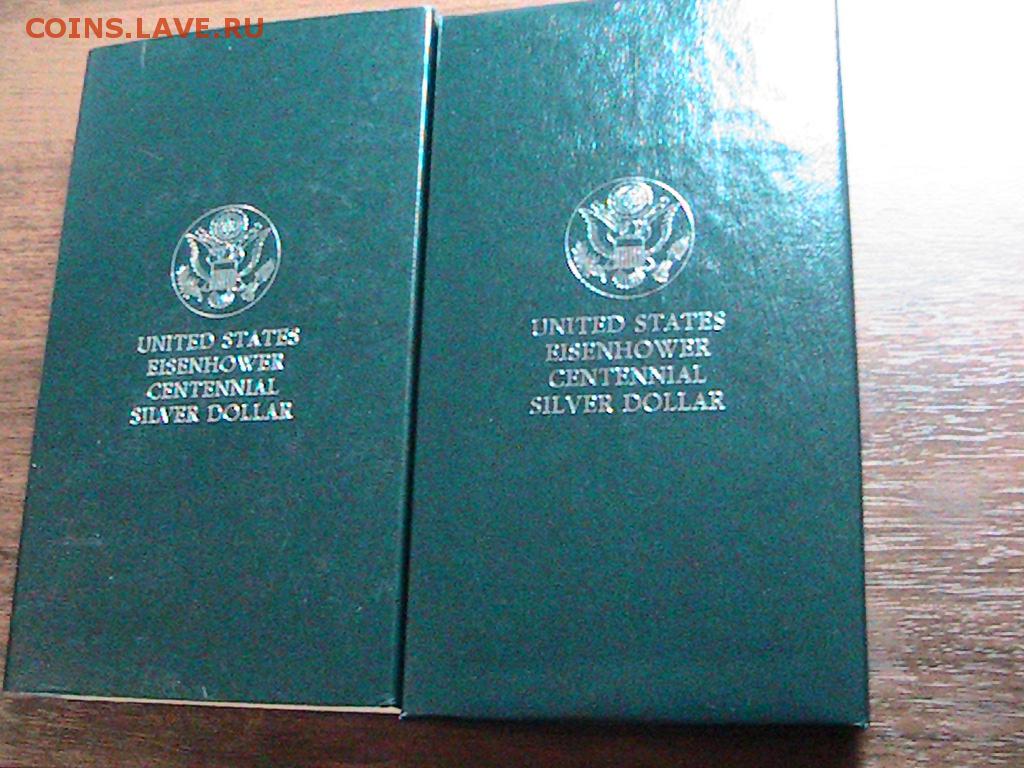 COINS.LAVE.RU
UNITED STATES
EISENHOWER
CENTENNIAL
SILVER DOLLAR
UNITED STATES
EISENHOWER
CENTENNIAL
SILVER DOLLAR